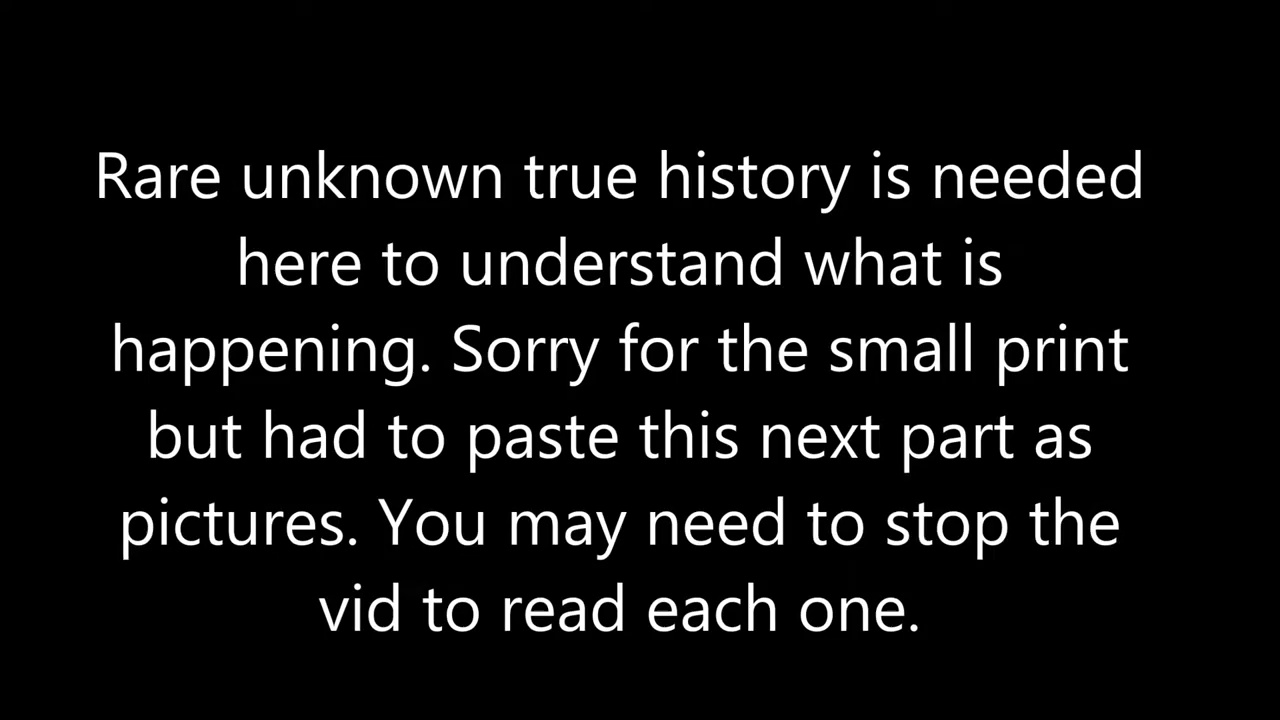 Rare unknown true history is needed
here to understand what is
happening. Sorry for the small print
but had to paste this next part as
pictures. You may need to stop the
vid to read each one.